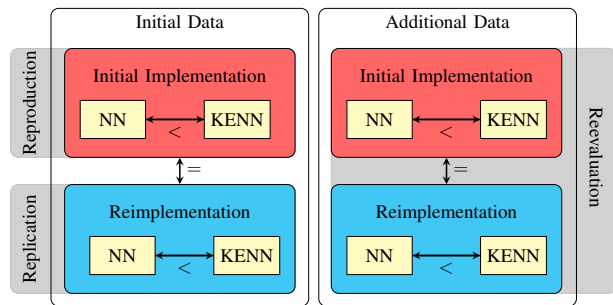 Initial Data
Additional Data
Reproduction
Initial Implementation
NN
<
KENN
Initial Implementation
NN
<
KENN
Reevaluation
=
=
Replication
Reimplementation
NN
<
KENN
Reimplementation
NN
<
KENN